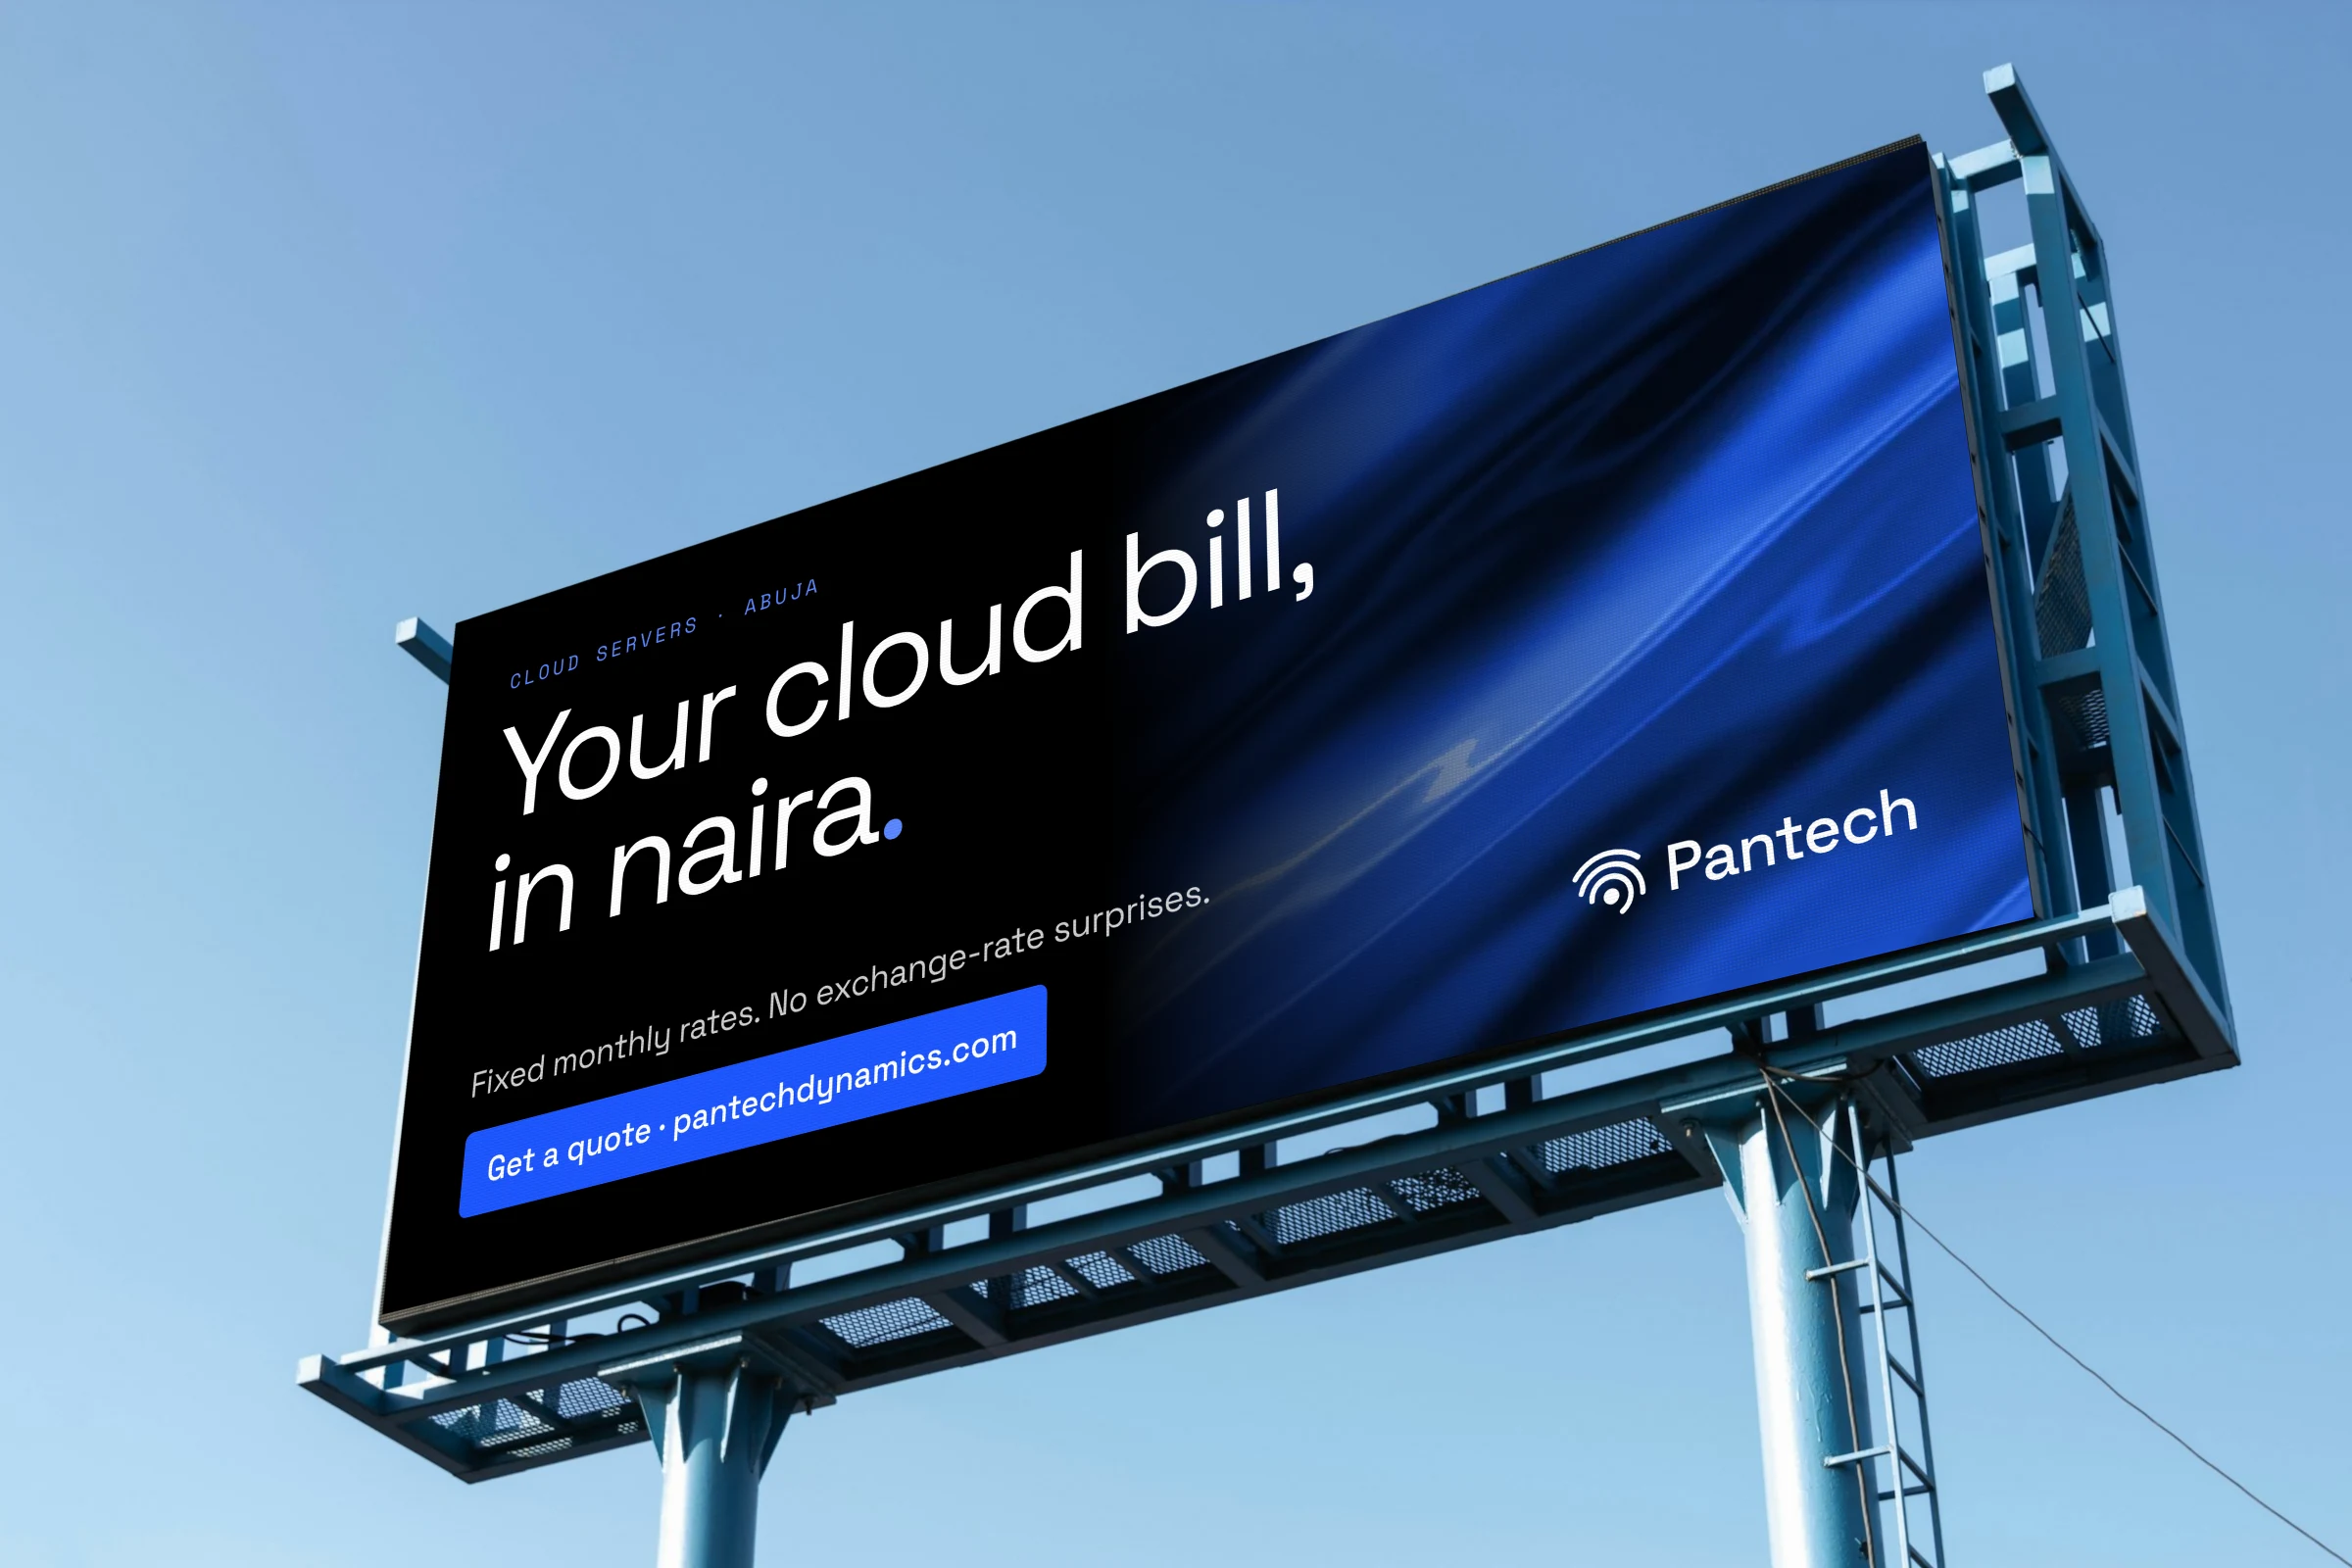 CLOUD SERVERS · ABUJA
Your cloud bill,
in naira.
Fixed monthly rates. No exchange-rate surprises.
Get a quote · pantechdynamics.com
Pantech